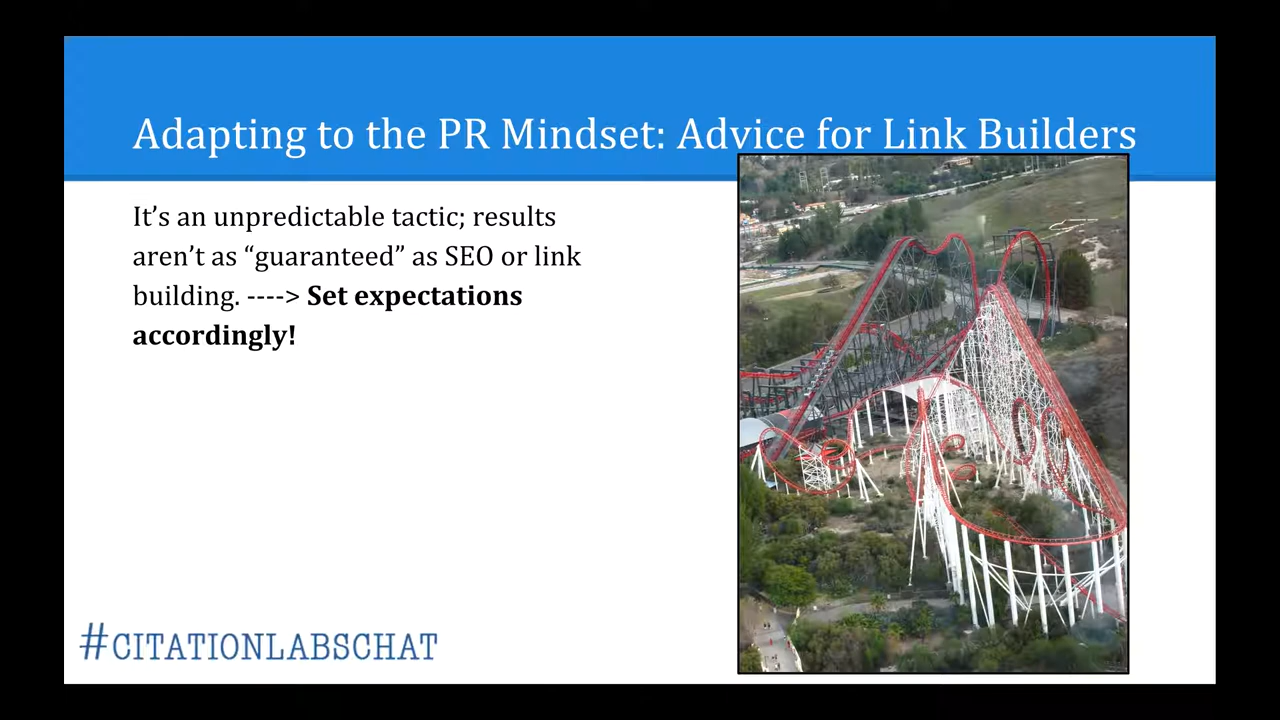 Adapting to the PR Mindset: Advice for Link Builders
It’s an unpredictable tactic; results
aren’t as “guaranteed” as SEO or link
building. ----> Set expectations
accordingly!
#CITATIONLABSCHAT